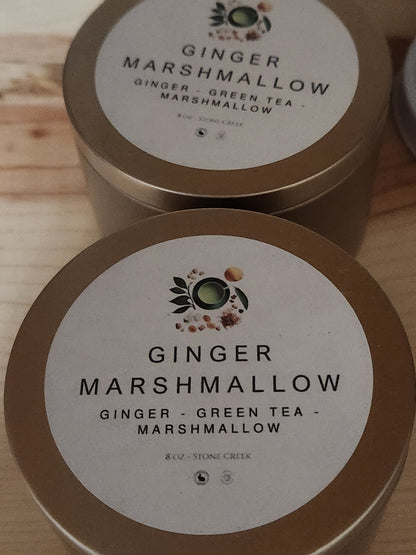 GINGER
MARSHMALLOW
GINGER - GREEN TEA -
MARSHMALLOW
8 OZ - STONE CREEK
GINGER
MARSHMALLOW
GINGER - GREEN TEA -
MARSHMALLOW
8 OZ - STONE CREEK